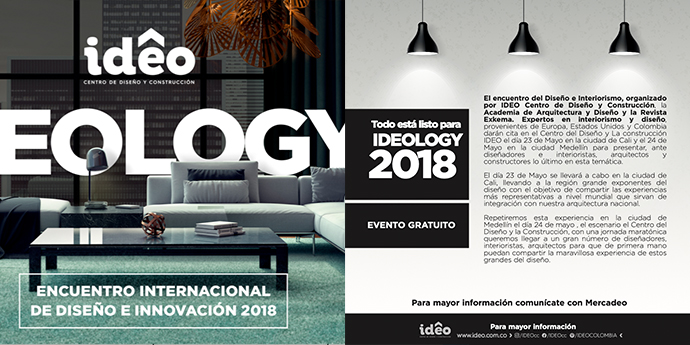 idêo
CENTRO DE DISEÑO Y CONSTRUCCIÓN
EOLOGY
ENCUENTRO INTERNACIONAL
DE DISEÑO E INNOVACIÓN 2018
Todo está listo para
IDEOLOGY
2018
EVENTO GRATUITO
El encuentro del Diseño e Interiorismo, organizado
por IDEO Centro de Diseño y Construcción, la
Academia de Arquitectura y Diseño y la Revista
Exkema. Expertos en interiorismo y diseño,
provenientes de Europa, Estados Unidos y Colombia
darán cita en el Centro del Diseño y La construcción
IDEO el día 23 de Mayo en la ciudad de Cali y el 24 de
Mayo en la ciudad Medellín para presentar, ante
diseñadores e interioristas, arquitectos y
constructores lo último en esta temática.
El día 23 de Mayo se llevará a cabo en la ciudad de
Cali, llevando a la región grande exponentes del
diseño con el objetivo de compartir las experiencias
más representativas a nivel mundial que sirvan de
integración con nuestra arquitectura nacional.
Repetiremos esta experiencia en la ciudad de
Medellín el día 24 de mayo , el escenario el Centro del
Diseño y la Construcción, con una jornada maratónica
queremos llegar a un gran número de diseñadores,
interioristas, arquitectos para que de primera mano
puedan compartir la maravillosa experiencia de estos
grandes del diseño.
Para mayor información comunícate con Mercadeo
idêo
Para mayor información
www.ideo.com.co /IDEOcc /IDEOcc /IDEOCOLOMBIA